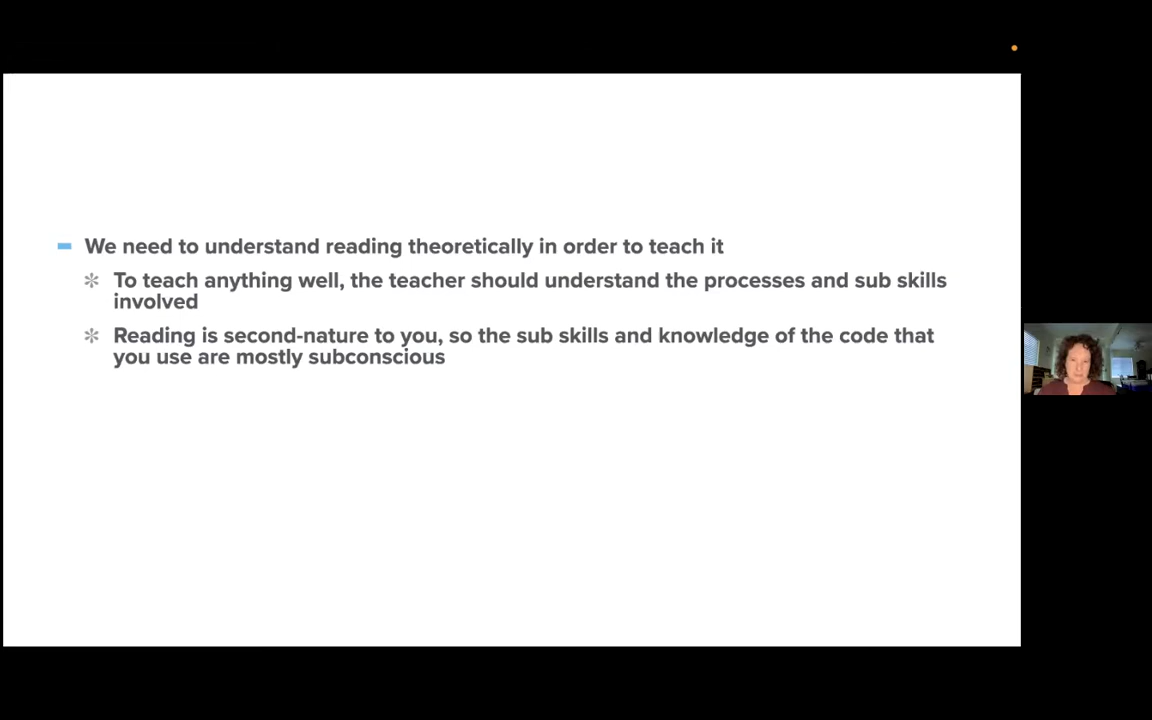 We need to understand reading theoretically in order to teach it
To teach anything well, the teacher should understand the processes and sub skills
involved
Reading is second-nature to you, so the sub skills and knowledge of the code that
you use are mostly subconscious